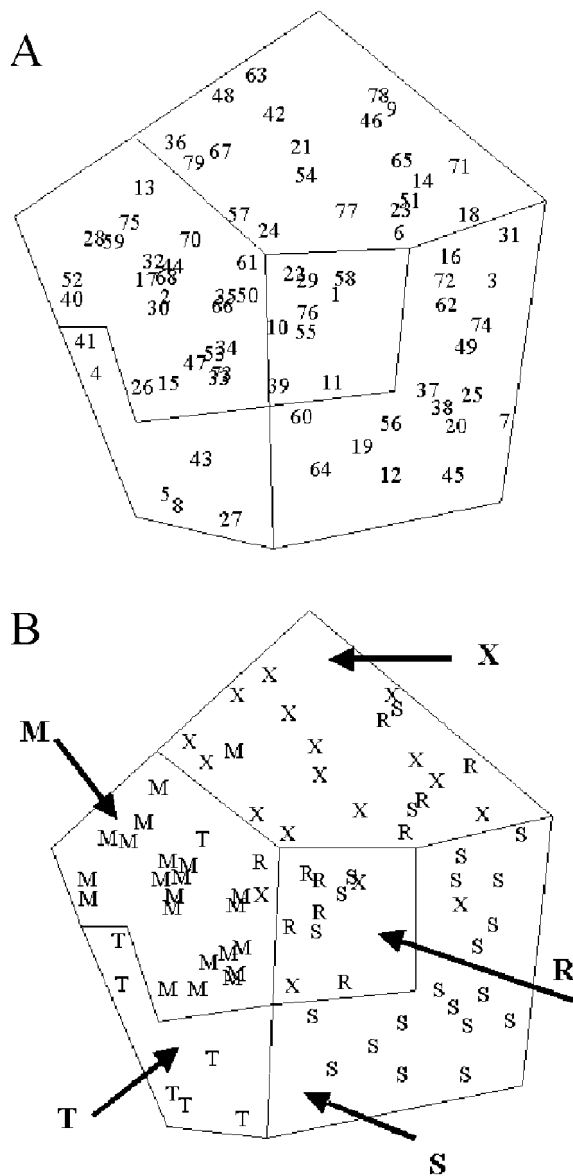 A
63
48 78
42 9
46
36 67 21 65 71
79
54 14
13 51
57 77 23 18
75 24 6 31
28 59 70
61 16
32 44 22 29 58 72 3
52 17 68
40 2 35 50 1 62
30 66 76 74
10 55
41 34 49
53
47
4 72 33
26 15 39 11 37 25
38
60 56 20 7
19
43 64 12 45
5
8
27
B
X
X
X X S
X R
M X M X X R
X X X
M R
M X X X S X
M M T X R S
M M R R S X S
M M M R S S S
M M X X
M M R S
T R S S
M M
M M M
T M M X R S S
M M S S S S
R
T S
S S S
T
T T
T S